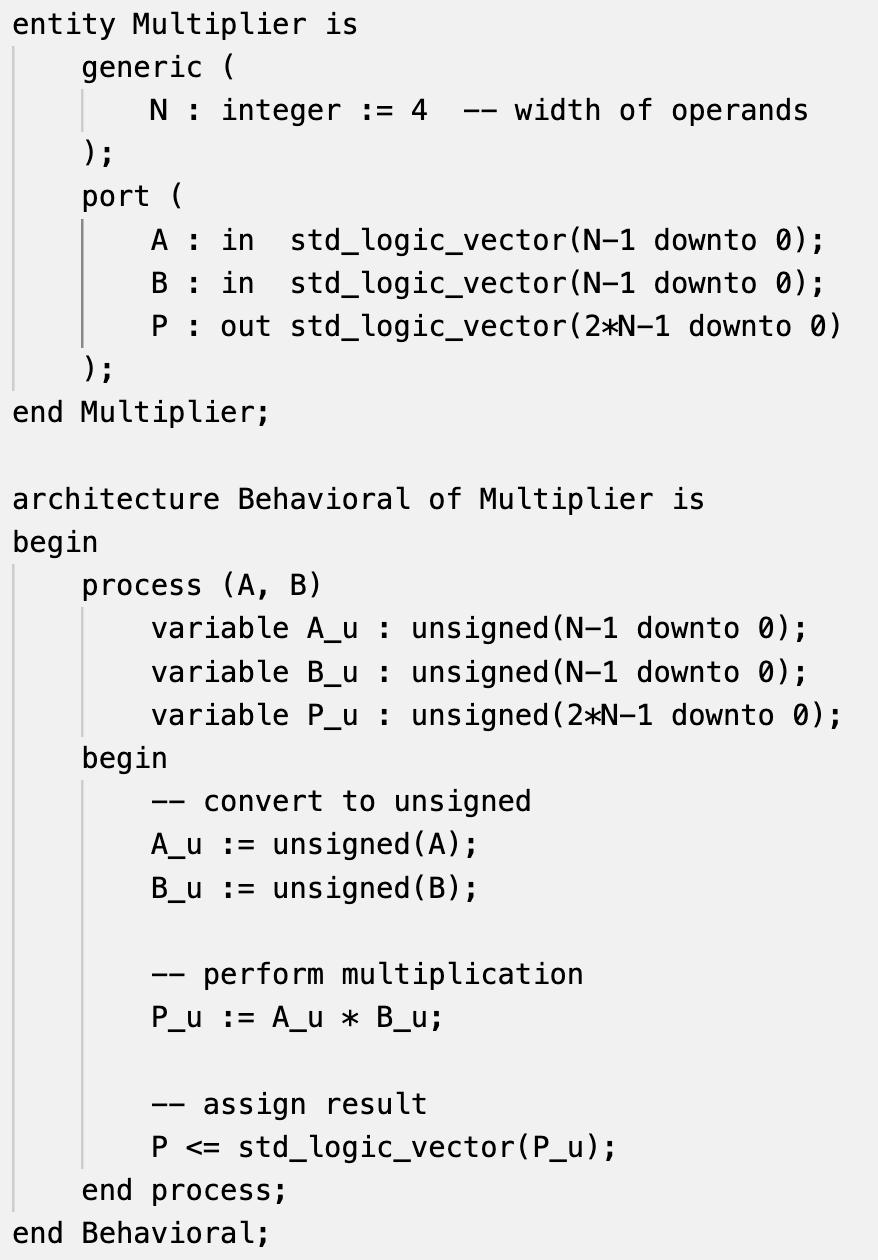 entity Multiplier is
    generic (
        N : integer := 4  -- width of operands
    );
    port (
        A : in  std_logic_vector(N-1 downto 0);
        B : in  std_logic_vector(N-1 downto 0);
        P : out std_logic_vector(2*N-1 downto 0)
    );
end Multiplier;

architecture Behavioral of Multiplier is
begin
    process (A, B)
        variable A_u : unsigned(N-1 downto 0);
        variable B_u : unsigned(N-1 downto 0);
        variable P_u : unsigned(2*N-1 downto 0);
    begin
        -- convert to unsigned
        A_u := unsigned(A);
        B_u := unsigned(B);

        -- perform multiplication
        P_u := A_u * B_u;

        -- assign result
        P <= std_logic_vector(P_u);
    end process;
end Behavioral;